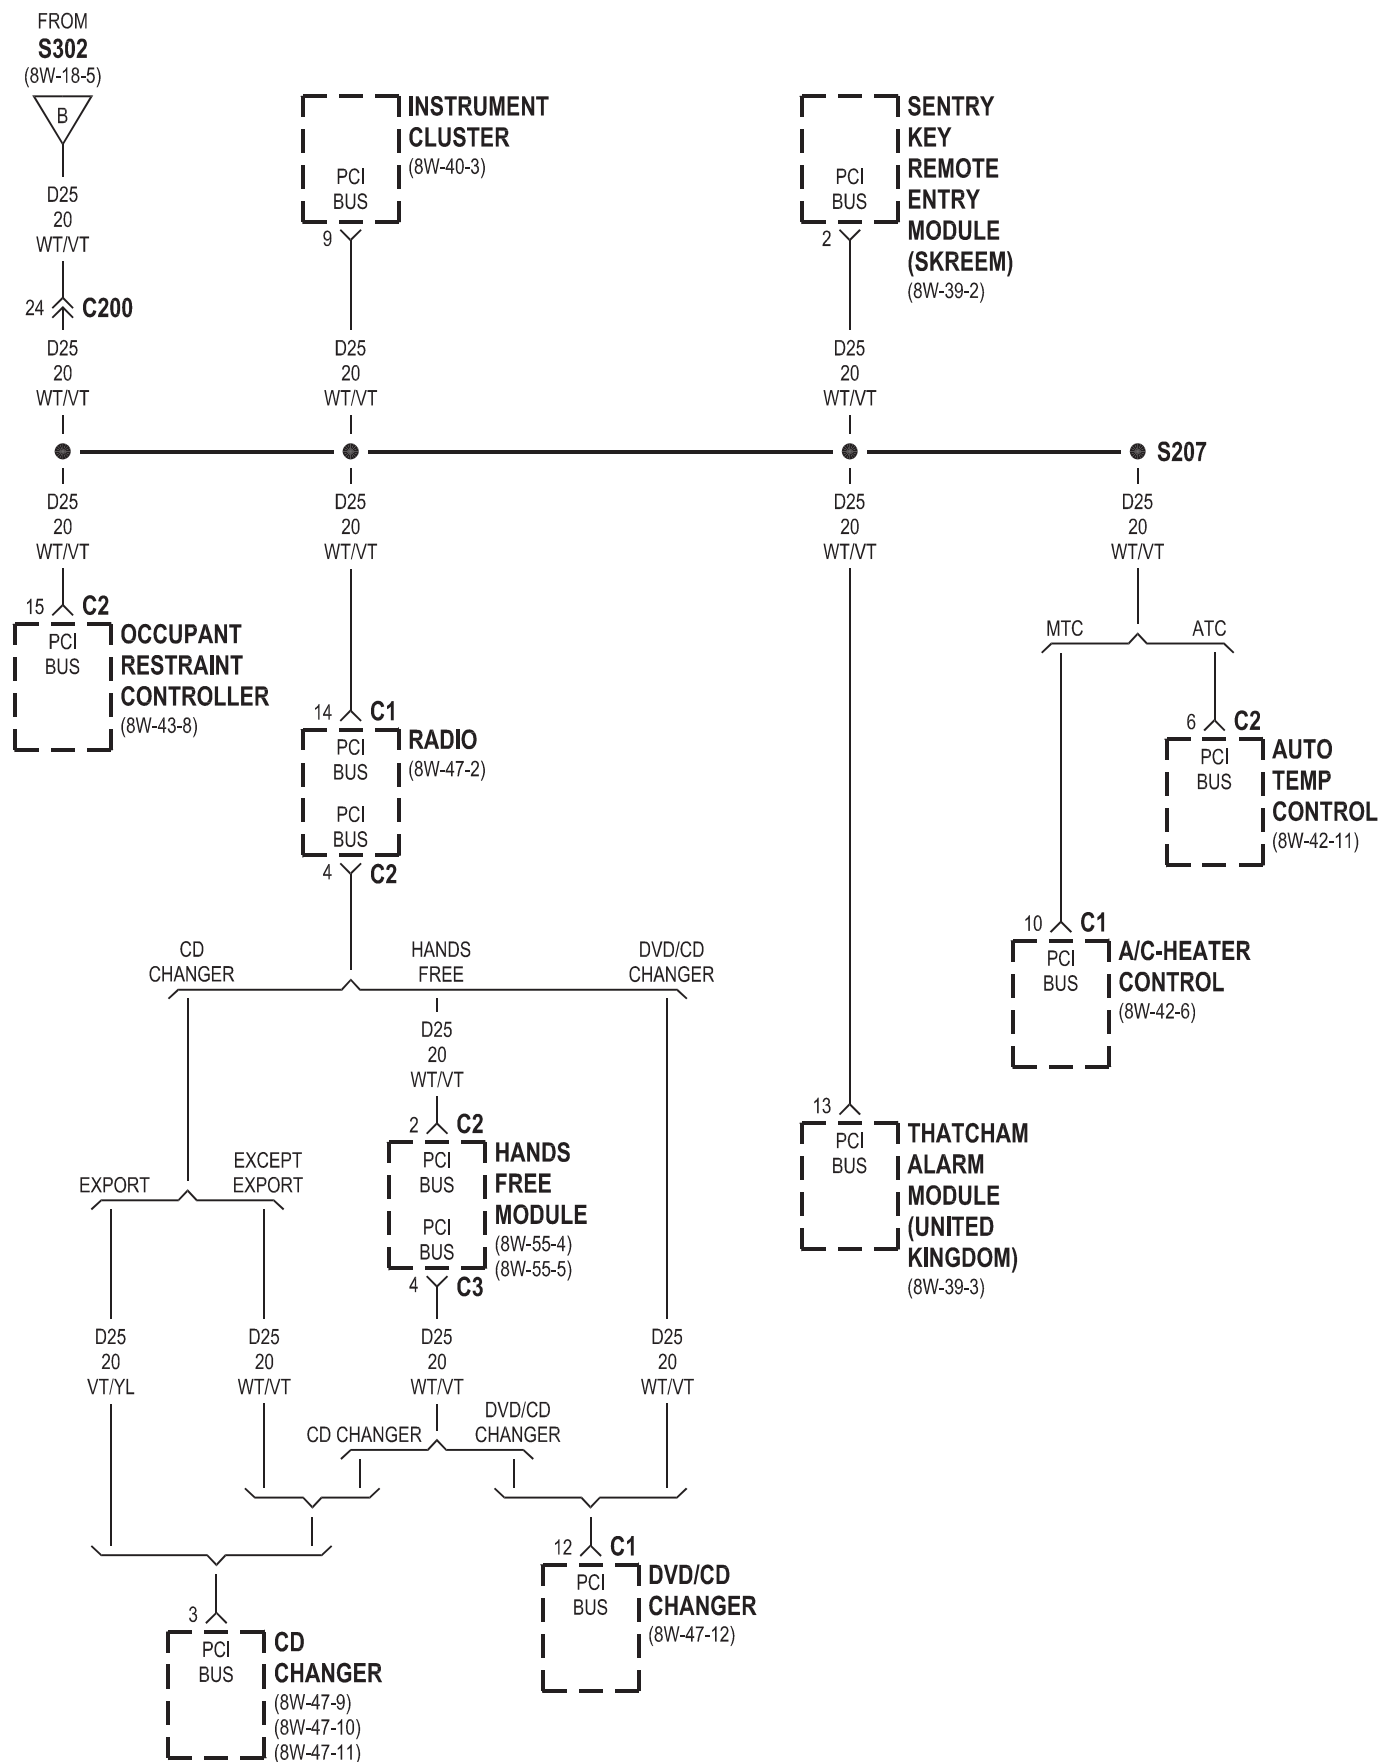 FROM
S302
(8W-18-5)
B
D25
20
WT/VT
24
C200
D25
20
WT/VT
INSTRUMENT
CLUSTER
(8W-40-3)
PCI
BUS
9
D25
20
WT/VT
SENTRY
KEY
REMOTE
ENTRY
MODULE
(SKREEM)
(8W-39-2)
PCI
BUS
2
D25
20
WT/VT
S207
D25
20
WT/VT
15
C2
PCI
BUS
OCCUPANT
RESTRAINT
CONTROLLER
(8W-43-8)
D25
20
WT/VT
14
C1
PCI
BUS
RADIO
(8W-47-2)
PCI
BUS
4
C2
D25
20
WT/VT
13
PCI
BUS
THATCHAM
ALARM
MODULE
(UNITED
KINGDOM)
(8W-39-3)
D25
20
WT/VT
MTC
ATC
6
C2
PCI
BUS
AUTO
TEMP
CONTROL
(8W-42-11)
10
C1
PCI
BUS
A/C-HEATER
CONTROL
(8W-42-6)
CD
CHANGER
HANDS
FREE
DVD/CD
CHANGER
D25
20
WT/VT
2
C2
PCI
BUS
HANDS
FREE
MODULE
(8W-55-4)
(8W-55-5)
PCI
BUS
4
C3
EXPORT
EXCEPT
EXPORT
D25
20
VT/YL
D25
20
WT/VT
D25
20
WT/VT
D25
20
WT/VT
CD CHANGER
DVD/CD
CHANGER
12
C1
PCI
BUS
DVD/CD
CHANGER
(8W-47-12)
3
PCI
BUS
CD
CHANGER
(8W-47-9)
(8W-47-10)
(8W-47-11)